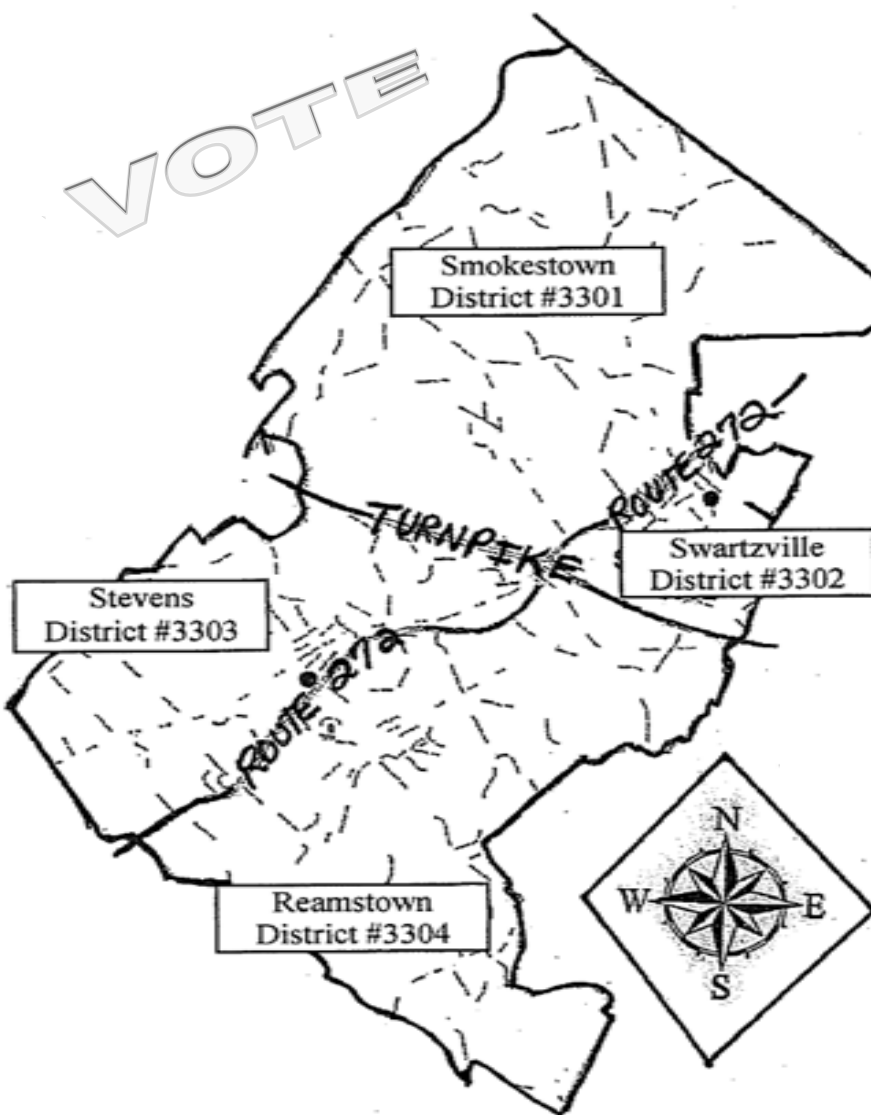 VOTE
Smokestown
District #3301
ROUTE 272
TURNPIKE
Swartzville
District #3302
Stevens
District #3303
ROUTE 272
Reamstown
District #3304
N
W E
S